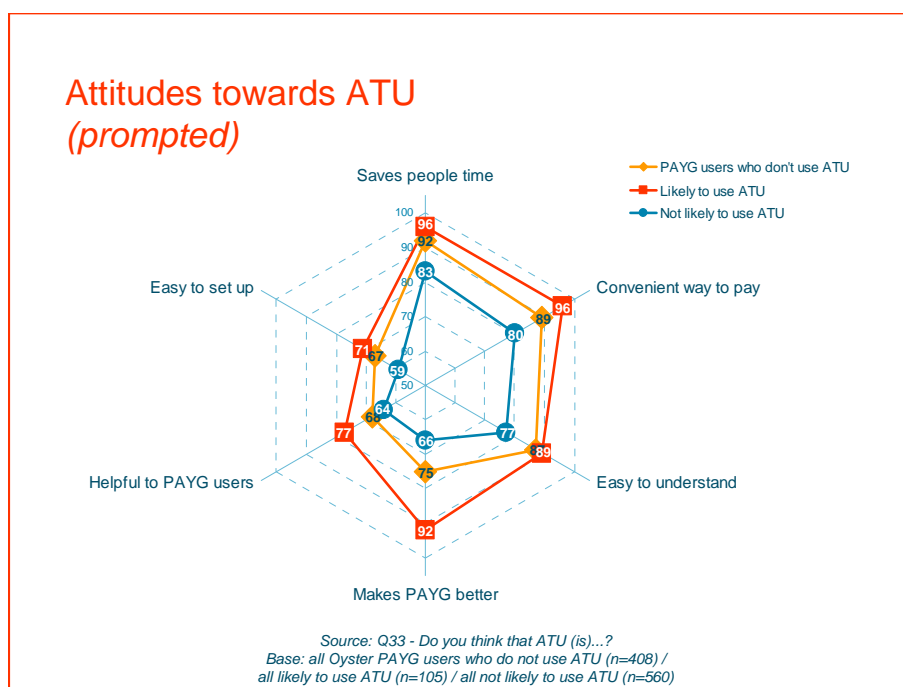 Attitudes towards ATU
(prompted)
PAYG users who don't use ATU
Likely to use ATU
Not likely to use ATU
Saves people time
100
96
92
90
83
80
70
60
50
Easy to set up
Convenient way to pay
96
89
80
71
67
59
64
68
77
77
89
66
75
92
Helpful to PAYG users
Easy to understand
Makes PAYG better
Source: Q33 - Do you think that ATU (is)...?
Base: all Oyster PAYG users who do not use ATU (n=408) /
all likely to use ATU (n=105) / all not likely to use ATU (n=560)